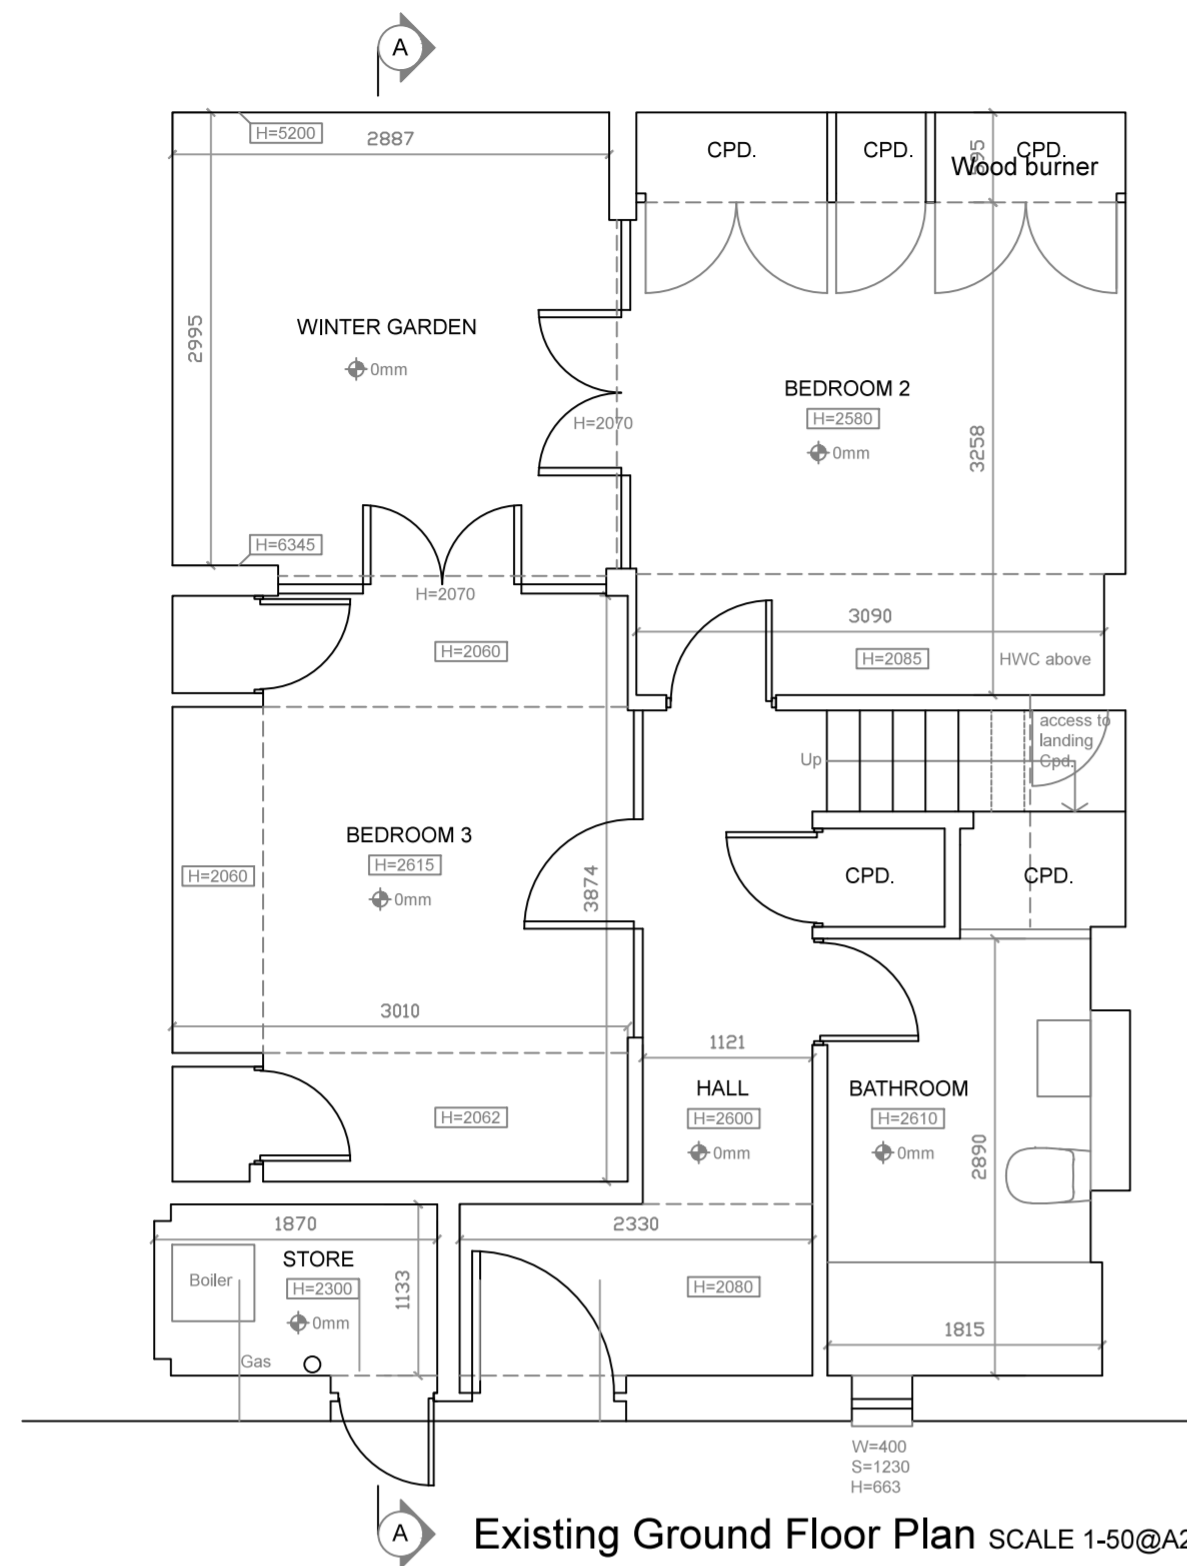 A
H=5200
2887
CPD.
CPD.
CPD.
Wood burner
2995
WINTER GARDEN
0mm
BEDROOM 2
H=2580
0mm
H=2070
3258
H=6345
H=2070
H=2060
3090
H=2085
HWC above
access to
landing
Cpd.
Up
BEDROOM 3
H=2615
0mm
H=2060
3874
CPD.
CPD.
3010
1121
HALL
H=2600
0mm
BATHROOM
H=2610
0mm
H=2062
2890
1870
2330
STORE
Boiler
H=2300
0mm
1133
H=2080
Gas
1815
W=400
S=1230
H=663
A
Existing Ground Floor Plan SCALE 1-50@A2